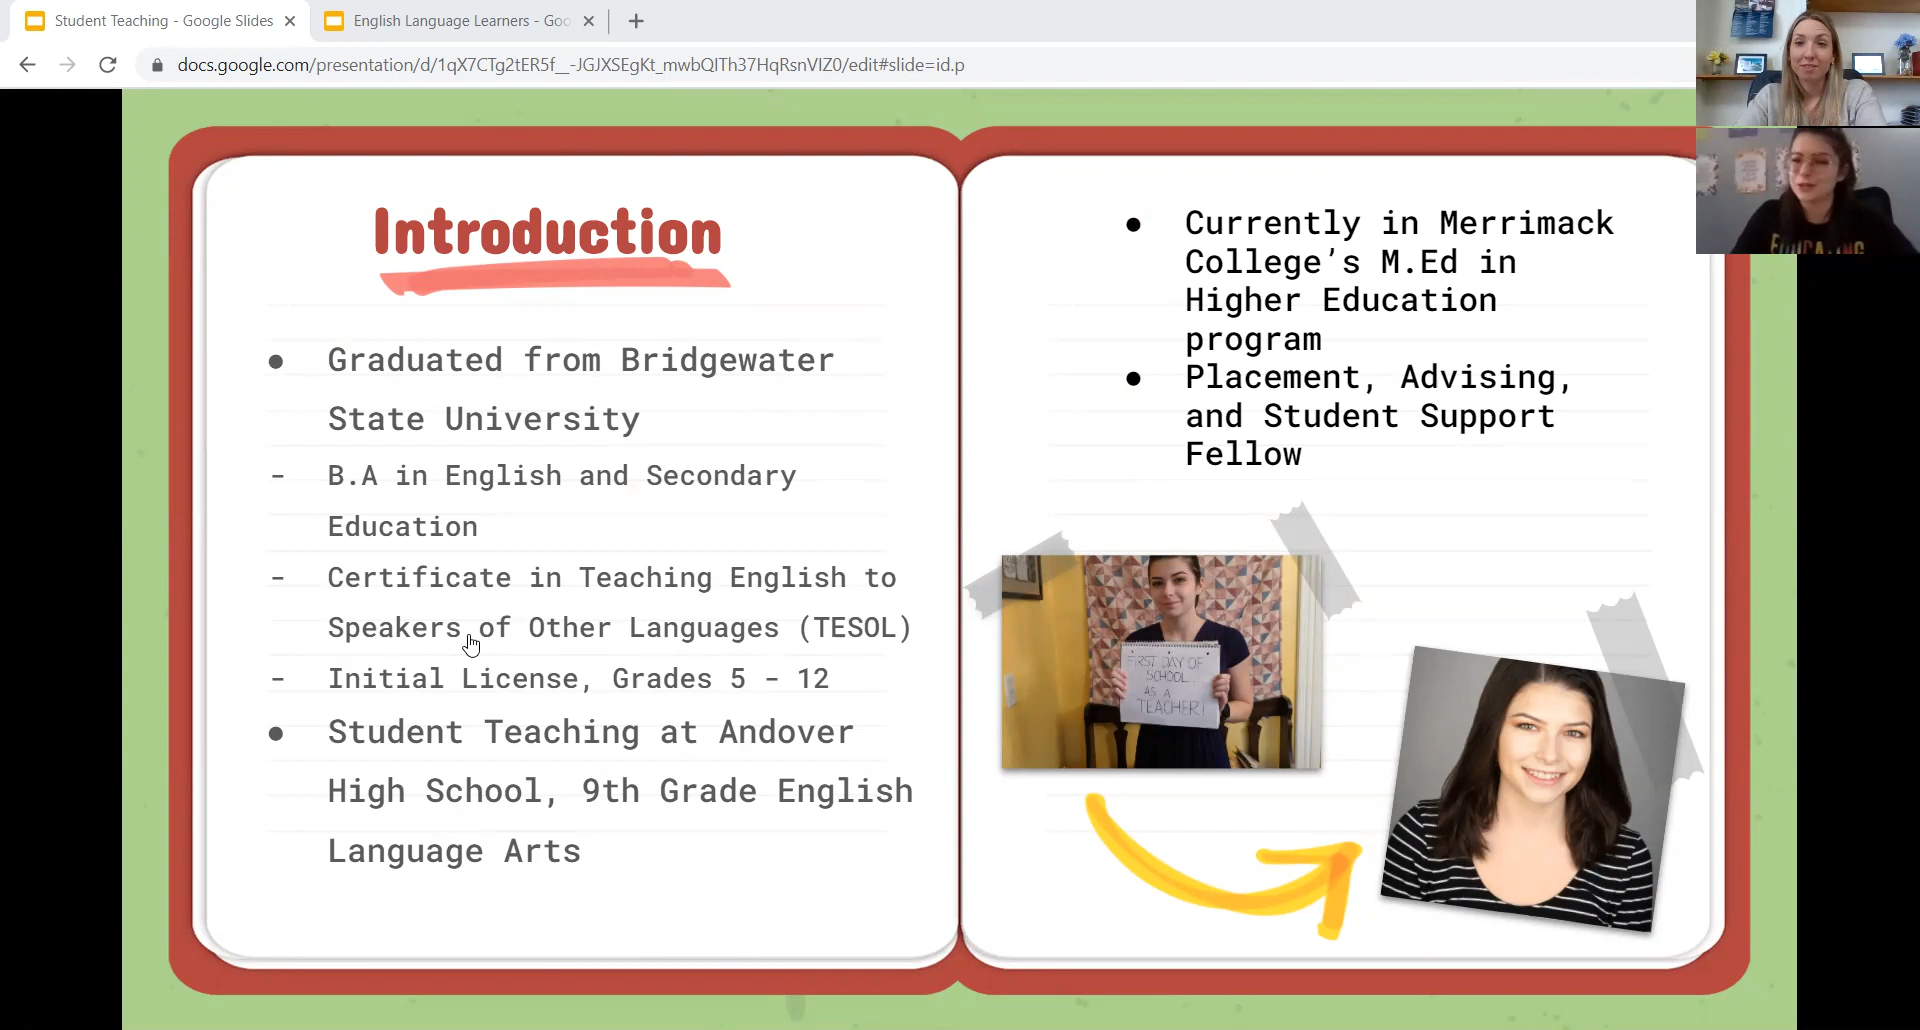 Student Teaching - Google Slides
English Language Learners - Goo
docs.google.com/presentation/d/1qX7CTg2tER5f__-JGJXSEgKt_mwbQITh37HqRsnVIZ0/edit#slide=id.p
Introduction
● Graduated from Bridgewater
State University
- B.A in English and Secondary
Education
- Certificate in Teaching English to
Speakers of Other Languages (TESOL)
- Initial License, Grades 5 - 12
● Student Teaching at Andover
High School, 9th Grade English
Language Arts
● Currently in Merrimack
College’s M.Ed in
Higher Education
program
● Placement, Advising,
and Student Support
Fellow
FIRST DAY OF
SCHOOL
AS A
TEACHER!